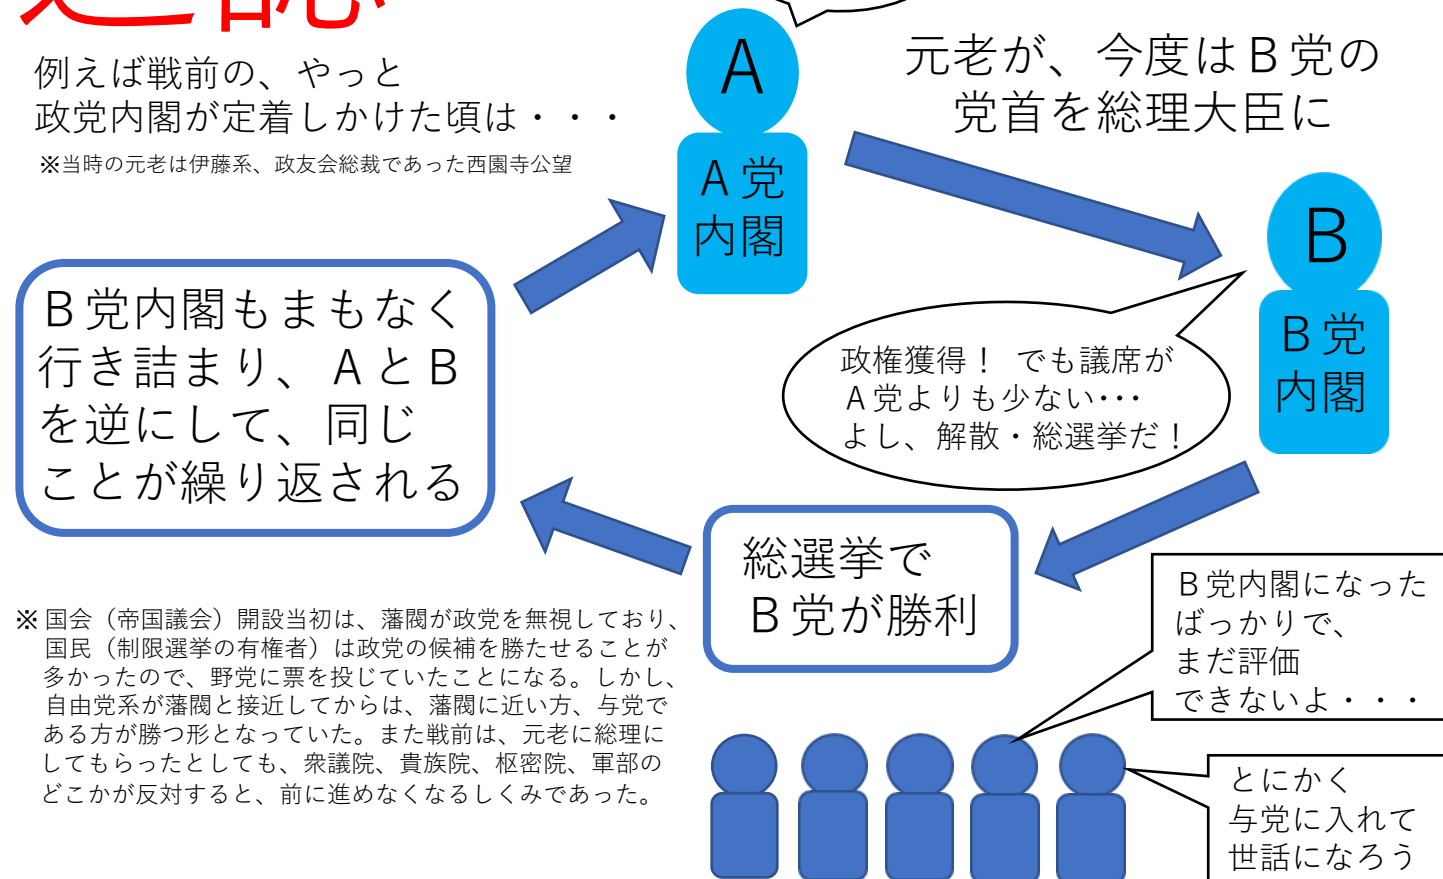 例えば戦前の、やっと
政党内閣が定着しかけた頃は・・・
※当時の元老は伊藤系、政友会総裁であった西園寺公望
A
A党
内閣
元老が、今度はB党の
党首を総理大臣に
B
B党
内閣
政権獲得！ でも議席が
A党よりも少ない･･･
よし、解散・総選挙だ！
総選挙で
B党が勝利
B党内閣もまもなく
行き詰まり、AとB
を逆にして、同じ
ことが繰り返される
B党内閣になった
ばっかりで、
まだ評価
できないよ・・・
とにかく
与党に入れて
世話になろう
※国会（帝国議会）開設当初は、藩閥が政党を無視しており、
国民（制限選挙の有権者）は政党の候補を勝たせることが
多かったので、野党に票を投じていたことになる。しかし、
自由党系が藩閥と接近してからは、藩閥に近い方、与党で
ある方が勝つ形となっていた。また戦前は、元老に総理に
してもらったとしても、衆議院、貴族院、枢密院、軍部の
どこかが反対すると、前に進めなくなるしくみであった。